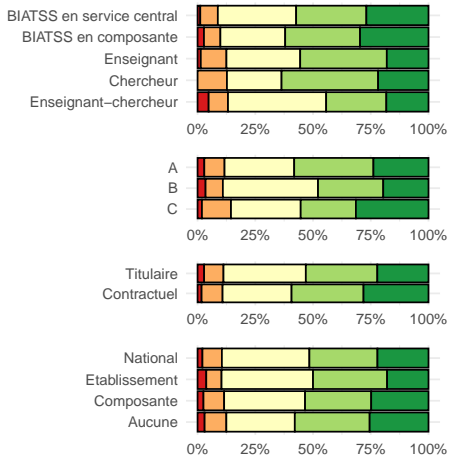 BIATSS en service central
BIATSS en composante
Enseignant
Chercheur
Enseignant−chercheur
0% 25% 50% 75% 100%
A
B
C
0% 25% 50% 75% 100%
Titulaire
Contractuel
0% 25% 50% 75% 100%
National
Etablissement
Composante
Aucune
0% 25% 50% 75% 100%